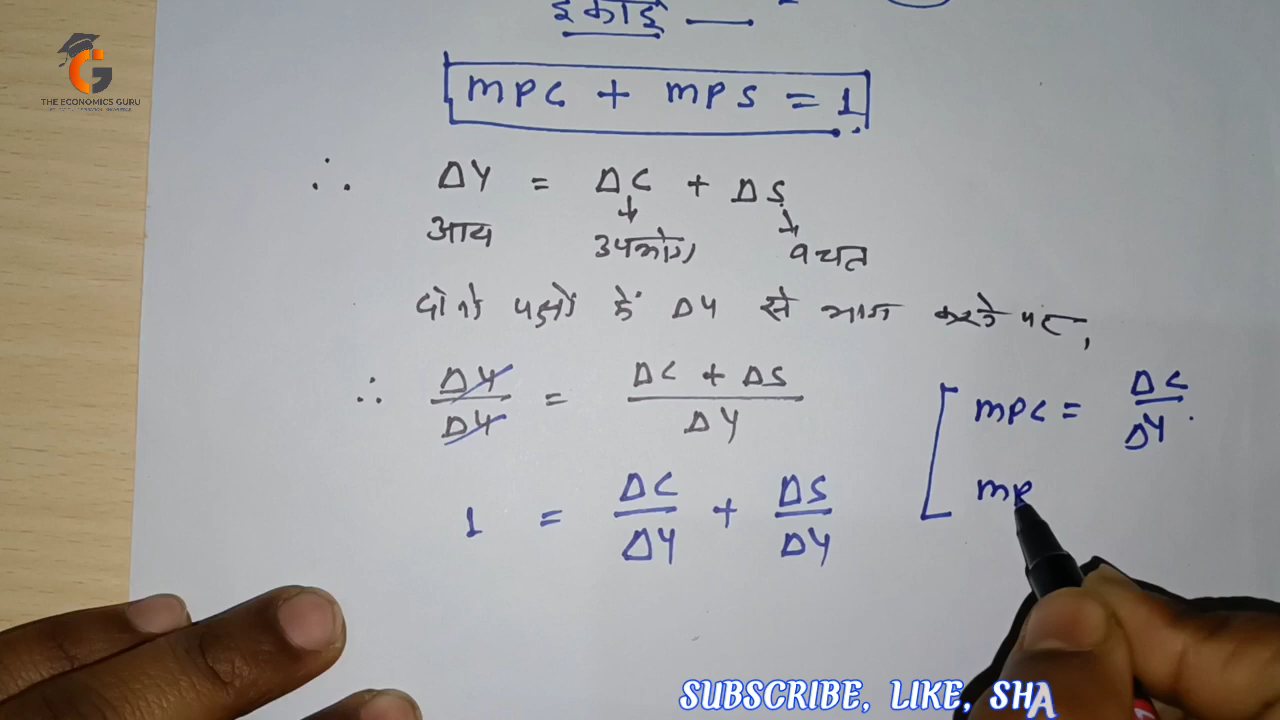 इकाई
THE ECONOMICS GURU
MPC + MPS = 1
∴ ΔY = ΔC + ΔS
आय उपभोग बचत
दोनों पक्षों में ΔY से भाग करने पर,
∴ ΔY/ΔY = ΔC + ΔS/ΔY
MPC = ΔC/ΔY.
1 = ΔC/ΔY + ΔS/ΔY
MP
SUBSCRIBE, LIKE, SHA